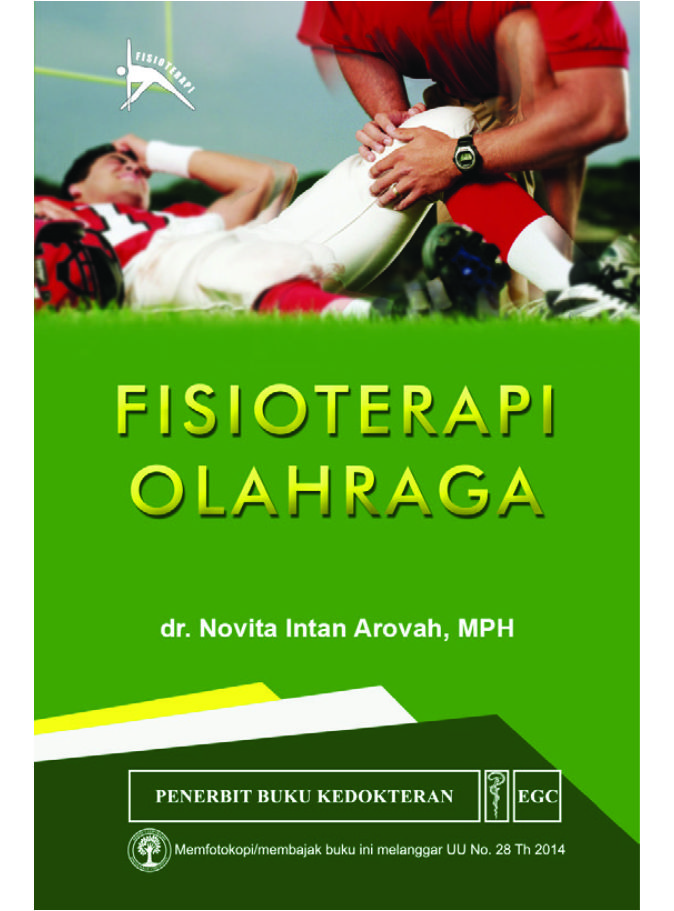 FISIOTERAPI
FISIOTERAPI
OLAHRAGA
dr. Novita Intan Arovah, MPH
PENERBIT BUKU KEDOKTERAN
EGC
Memfotokopi/membajak buku ini melanggar UU No. 28 Th 2014